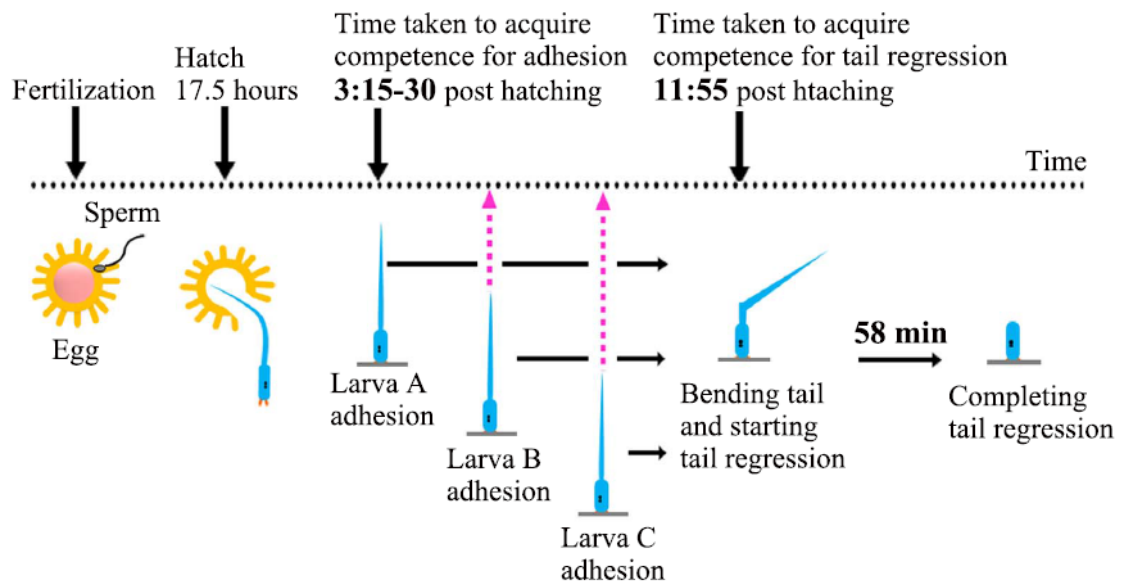 Fertilization
Hatch
17.5 hours
Time taken to acquire
competence for adhesion
3:15-30 post hatching
Time taken to acquire
competence for tail regression
11:55 post htaching
Time
Sperm
Egg
Larva A
adhesion
Larva B
adhesion
Larva C
adhesion
Bending tail
and starting
tail regression
58 min
Completing
tail regression